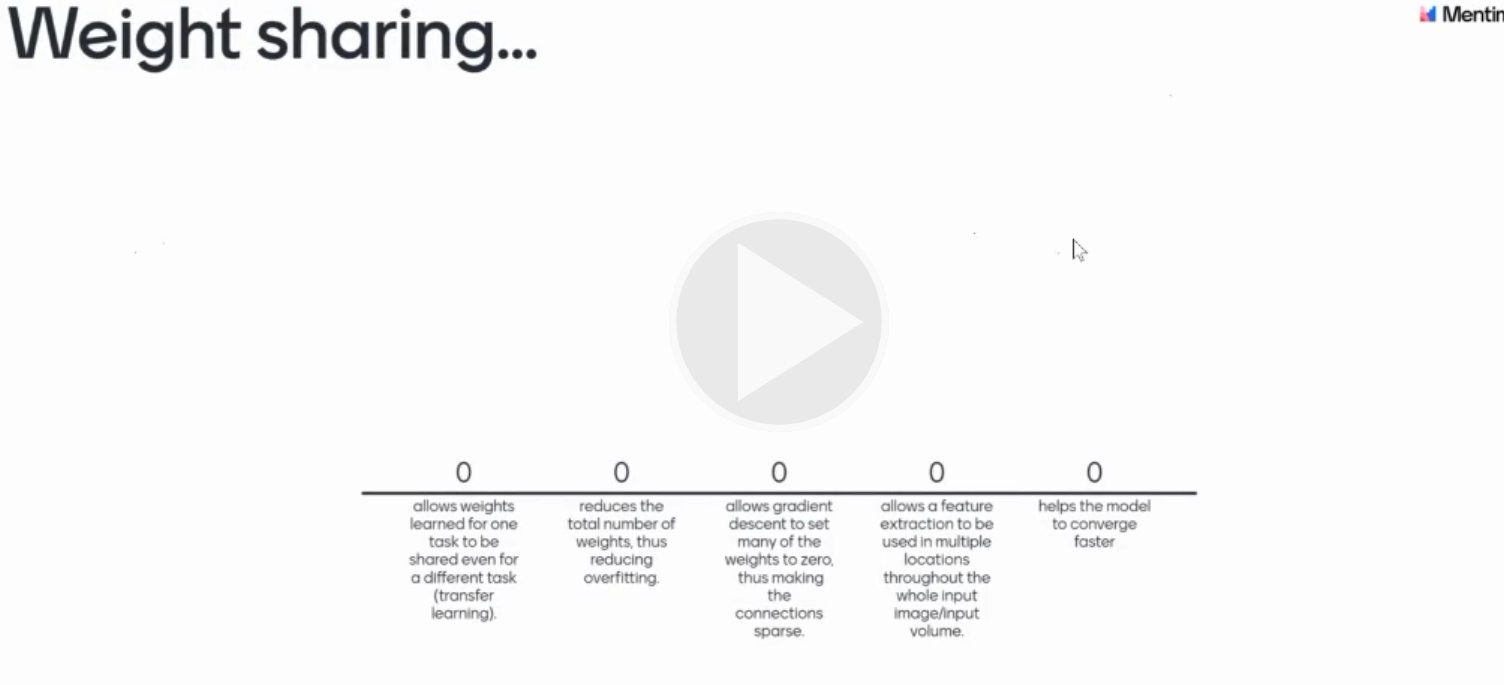 Weight sharing...
Mentim
0
0
0
0
0
allows weights
learned for one
task to be
shared even for
a different task
(transfer
learning).
reduces the
total number of
weights, thus
reducing
overfitting.
allows gradient
descent to set
many of the
weights to zero,
thus making
the
connections
sparse.
allows a feature
extraction to be
used in multiple
locations
throughout the
whole input
image/input
volume.
helps the model
to converge
faster